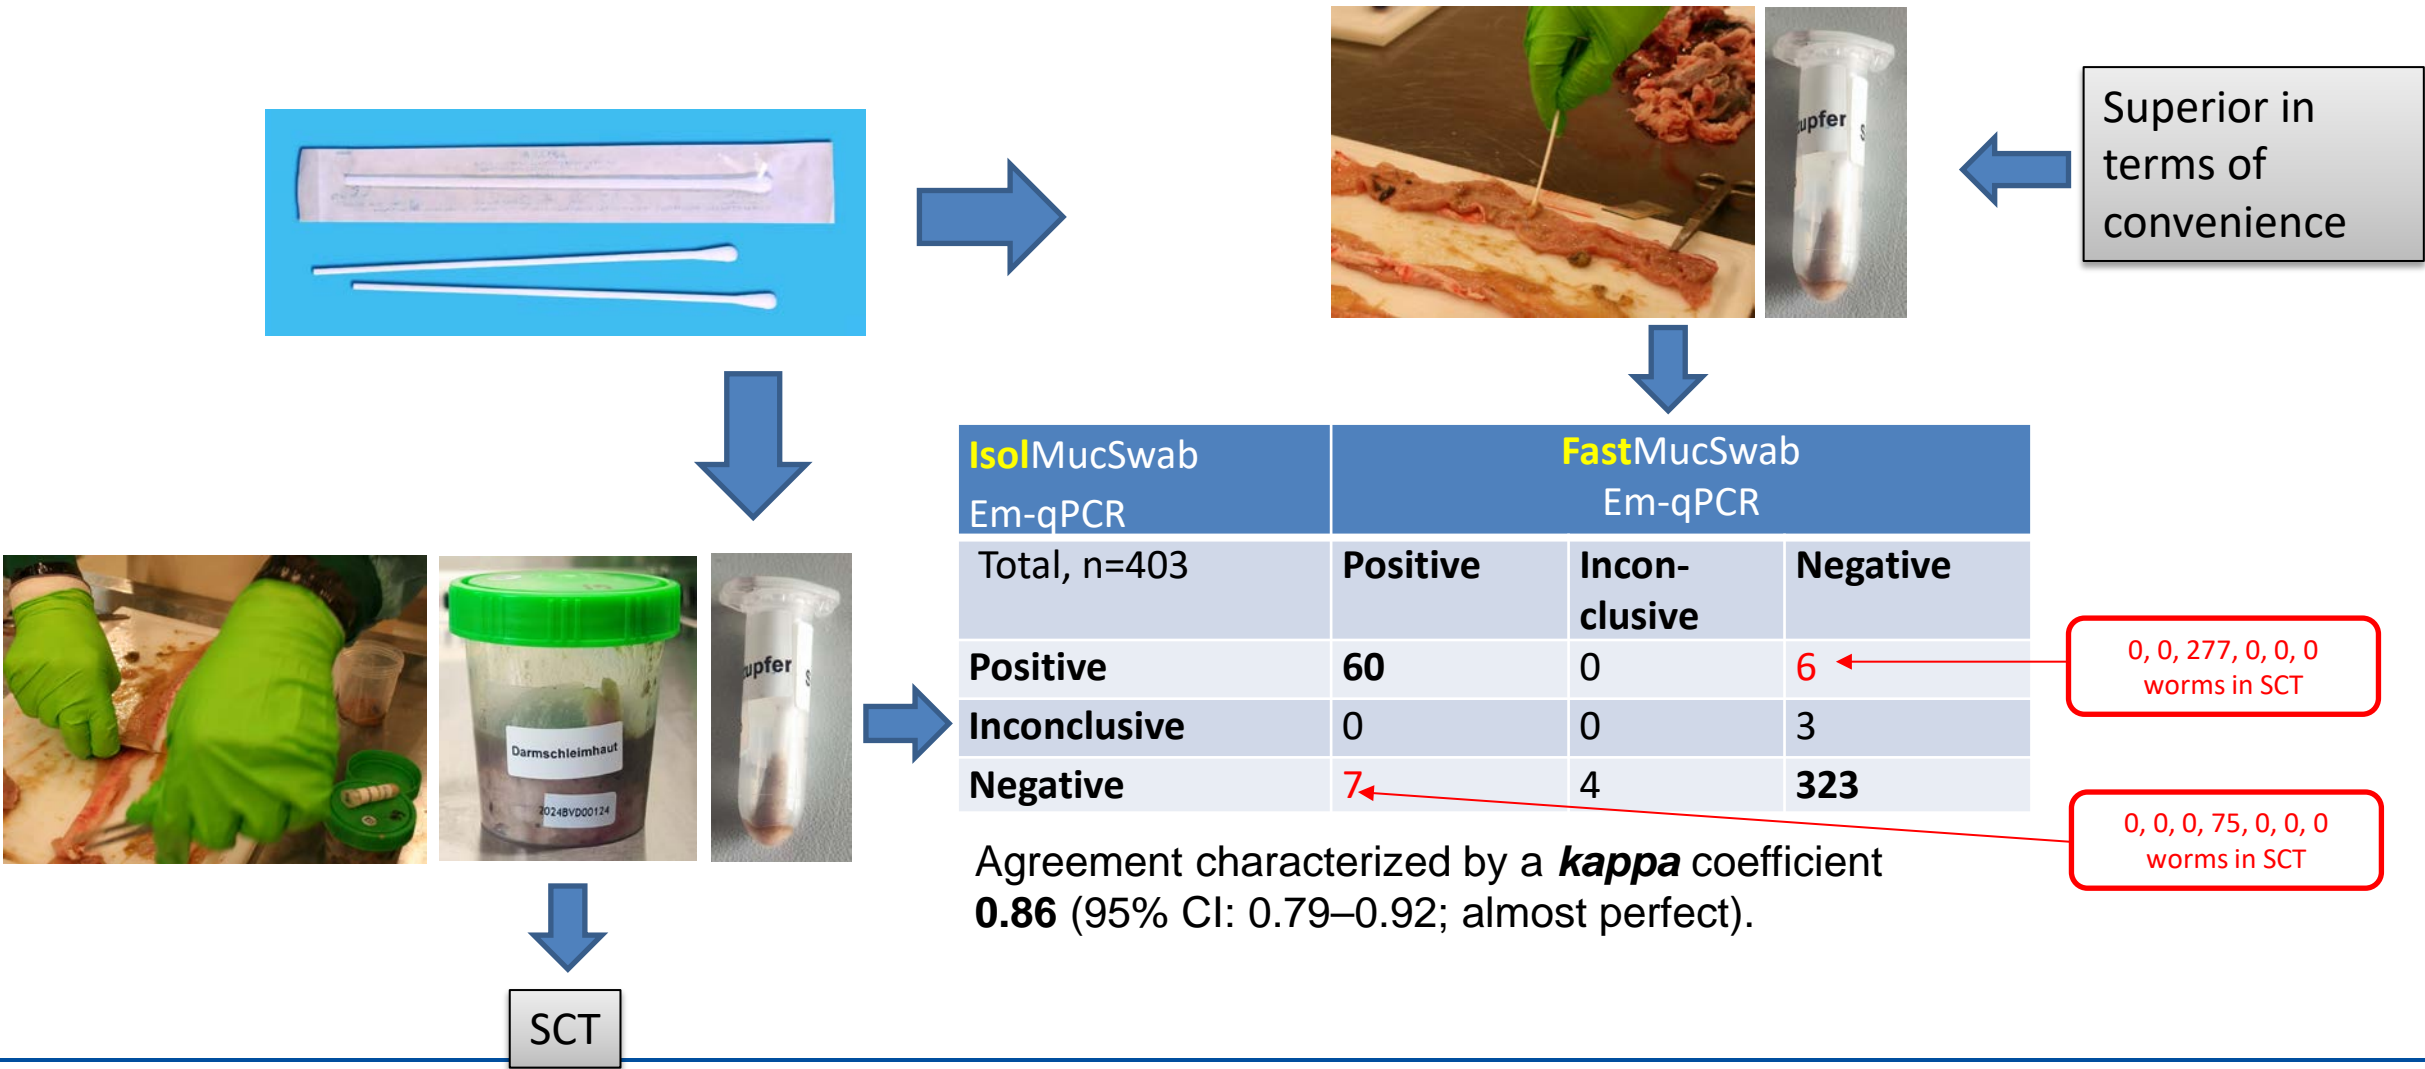 Superior in
terms of
convenience
upfer
IsolMucSwab
Em-qPCR
FastMucSwab
Em-qPCR
Total, n=403
Positive
Incon-
clusive
Negative
Positive
60
0
6
Inconclusive
0
0
3
Negative
7
4
323
0, 0, 277, 0, 0, 0
worms in SCT
0, 0, 0, 75, 0, 0, 0
worms in SCT
Darmschleimhaut
2024BVD00124
upfer
Agreement characterized by a kappa coefficient
0.86 (95% CI: 0.79–0.92; almost perfect).
SCT